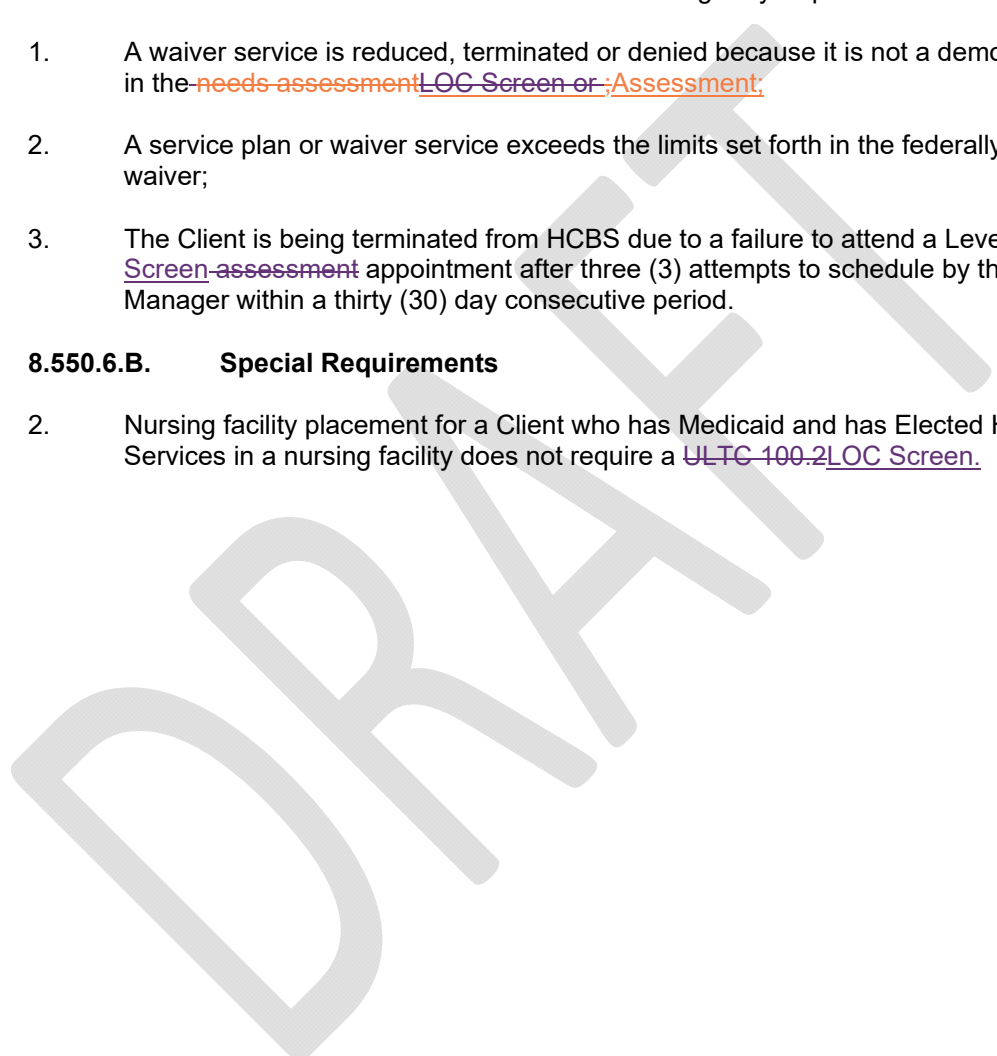 1. A waiver service is reduced, terminated or denied because it is not a
in the needs assessmentLOC Screen or ;Assessment;
2. A service plan or waiver service exceeds the limits set forth in the federally
waiver;
3. The Client is being terminated from HCBS due to a failure to attend a
Screen assessment appointment after three (3) attempts to schedule by
Manager within a thirty (30) day consecutive period.
8.550.6.B. Special Requirements
2. Nursing facility placement for a Client who has Medicaid and has Elected
Services in a nursing facility does not require a ULTC 100.2LOC Screen.
DRAFT